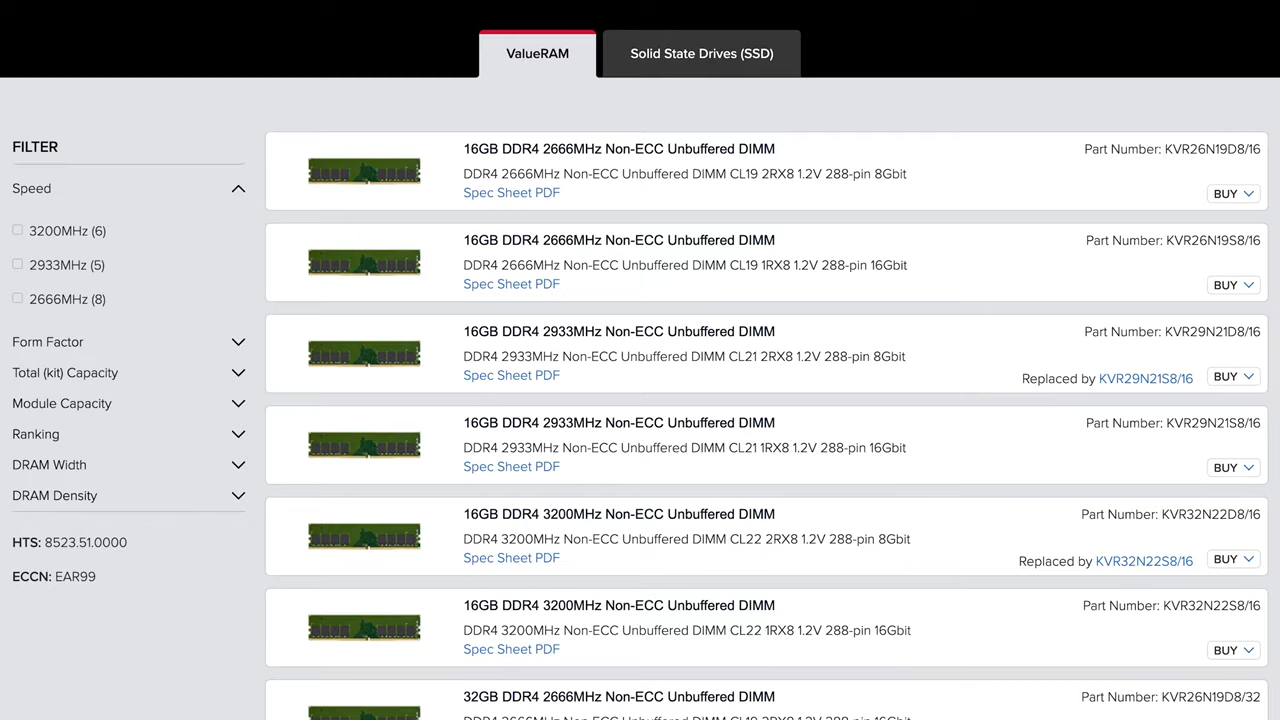 ValueRAM
Solid State Drives (SSD)
FILTER
Speed
3200MHz (6)
2933MHz (5)
2666MHz (8)
Form Factor
Total (kit) Capacity
Module Capacity
Ranking
DRAM Width
DRAM Density
HTS: 8523.51.0000
ECCN: EAR99
16GB DDR4 2666MHz Non-ECC Unbuffered DIMM
Part Number: KVR26N19D8/16
DDR4 2666MHz Non-ECC Unbuffered DIMM CL19 2RX8 1.2V 288-pin 8Gbit
Spec Sheet PDF
BUY
16GB DDR4 2666MHz Non-ECC Unbuffered DIMM
Part Number: KVR26N19S8/16
DDR4 2666MHz Non-ECC Unbuffered DIMM CL19 1RX8 1.2V 288-pin 16Gbit
Spec Sheet PDF
BUY
16GB DDR4 2933MHz Non-ECC Unbuffered DIMM
Part Number: KVR29N21D8/16
DDR4 2933MHz Non-ECC Unbuffered DIMM CL21 2RX8 1.2V 288-pin 8Gbit
Spec Sheet PDF
Replaced by KVR29N21S8/16
BUY
16GB DDR4 2933MHz Non-ECC Unbuffered DIMM
Part Number: KVR29N21S8/16
DDR4 2933MHz Non-ECC Unbuffered DIMM CL21 1RX8 1.2V 288-pin 16Gbit
Spec Sheet PDF
BUY
16GB DDR4 3200MHz Non-ECC Unbuffered DIMM
Part Number: KVR32N22D8/16
DDR4 3200MHz Non-ECC Unbuffered DIMM CL22 2RX8 1.2V 288-pin 8Gbit
Spec Sheet PDF
Replaced by KVR32N22S8/16
BUY
16GB DDR4 3200MHz Non-ECC Unbuffered DIMM
Part Number: KVR32N22S8/16
DDR4 3200MHz Non-ECC Unbuffered DIMM CL22 1RX8 1.2V 288-pin 16Gbit
Spec Sheet PDF
BUY
32GB DDR4 2666MHz Non-ECC Unbuffered DIMM
Part Number: KVR26N19D8/32